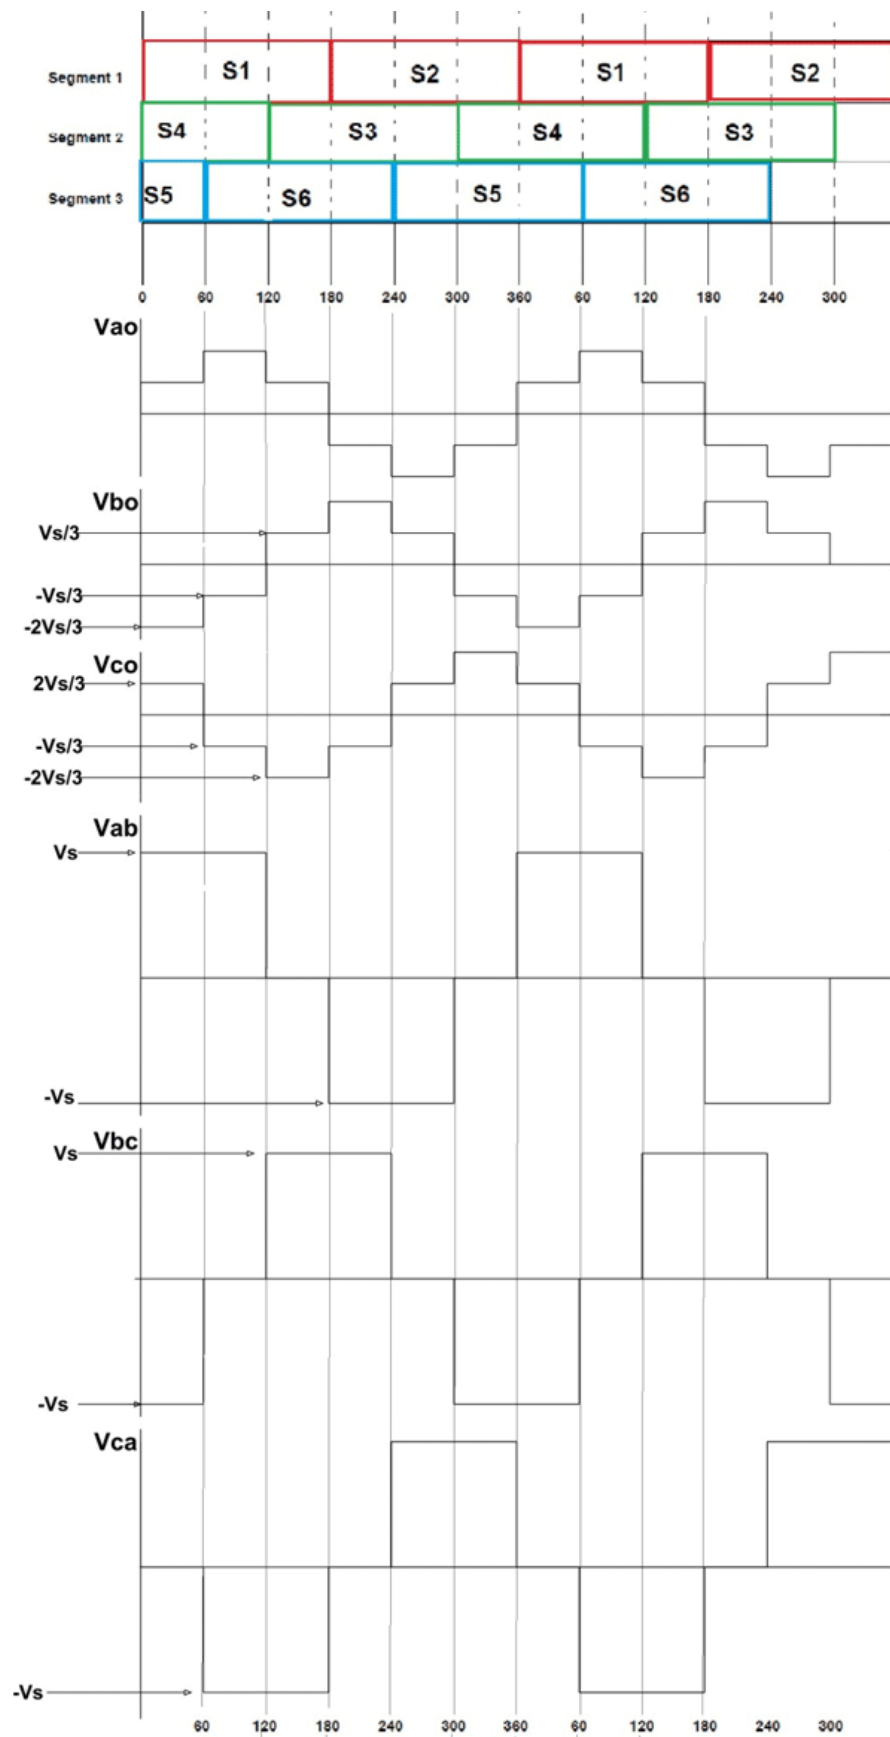 Segment 1 S1 S2 S1 S2
Segment 2 S4 S3 S4 S3
Segment 3 S5 S6 S5 S6
0 60 120 180 240 300 360 60 120 180 240 300
Vao
Vbo
Vs/3
-Vs/3
-2Vs/3
Vco
2Vs/3
-Vs/3
-2Vs/3
Vab
Vs
-Vs
Vbc
Vs
-Vs
Vca
-Vs
60 120 180 240 300 360 60 120 180 240 300